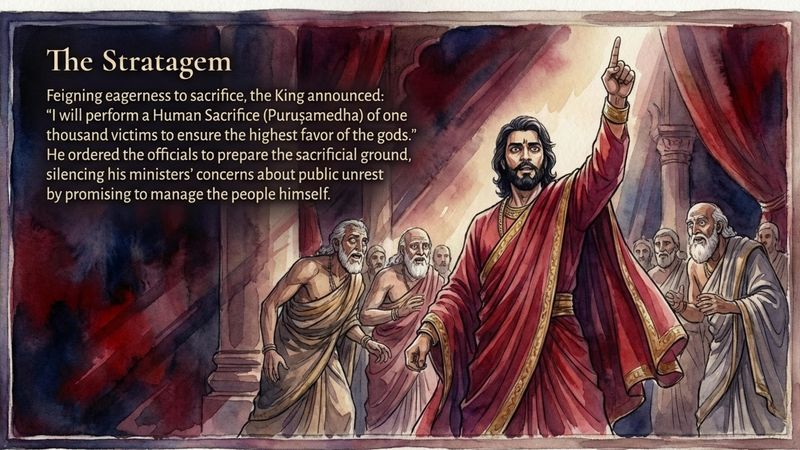 The Stratagem
Feigning eagerness to sacrifice, the King announced:
“I will perform a Human Sacrifice (Puruṣamedha) of one
thousand victims to ensure the highest favor of the gods.”
He ordered the officials to prepare the sacrificial ground,
silencing his ministers’ concerns about public unrest
by promising to manage the people himself.